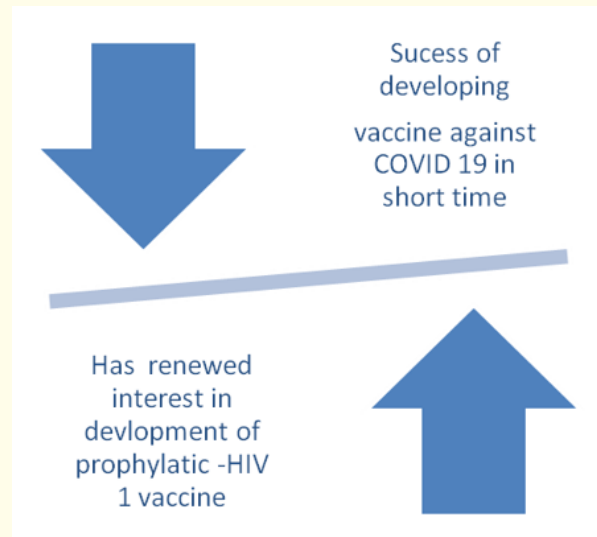 Sucess of
developing
vaccine against
COVID 19 in
short time
Has renewed
interest in
devlopment of
prophylatic -HIV
1 vaccine